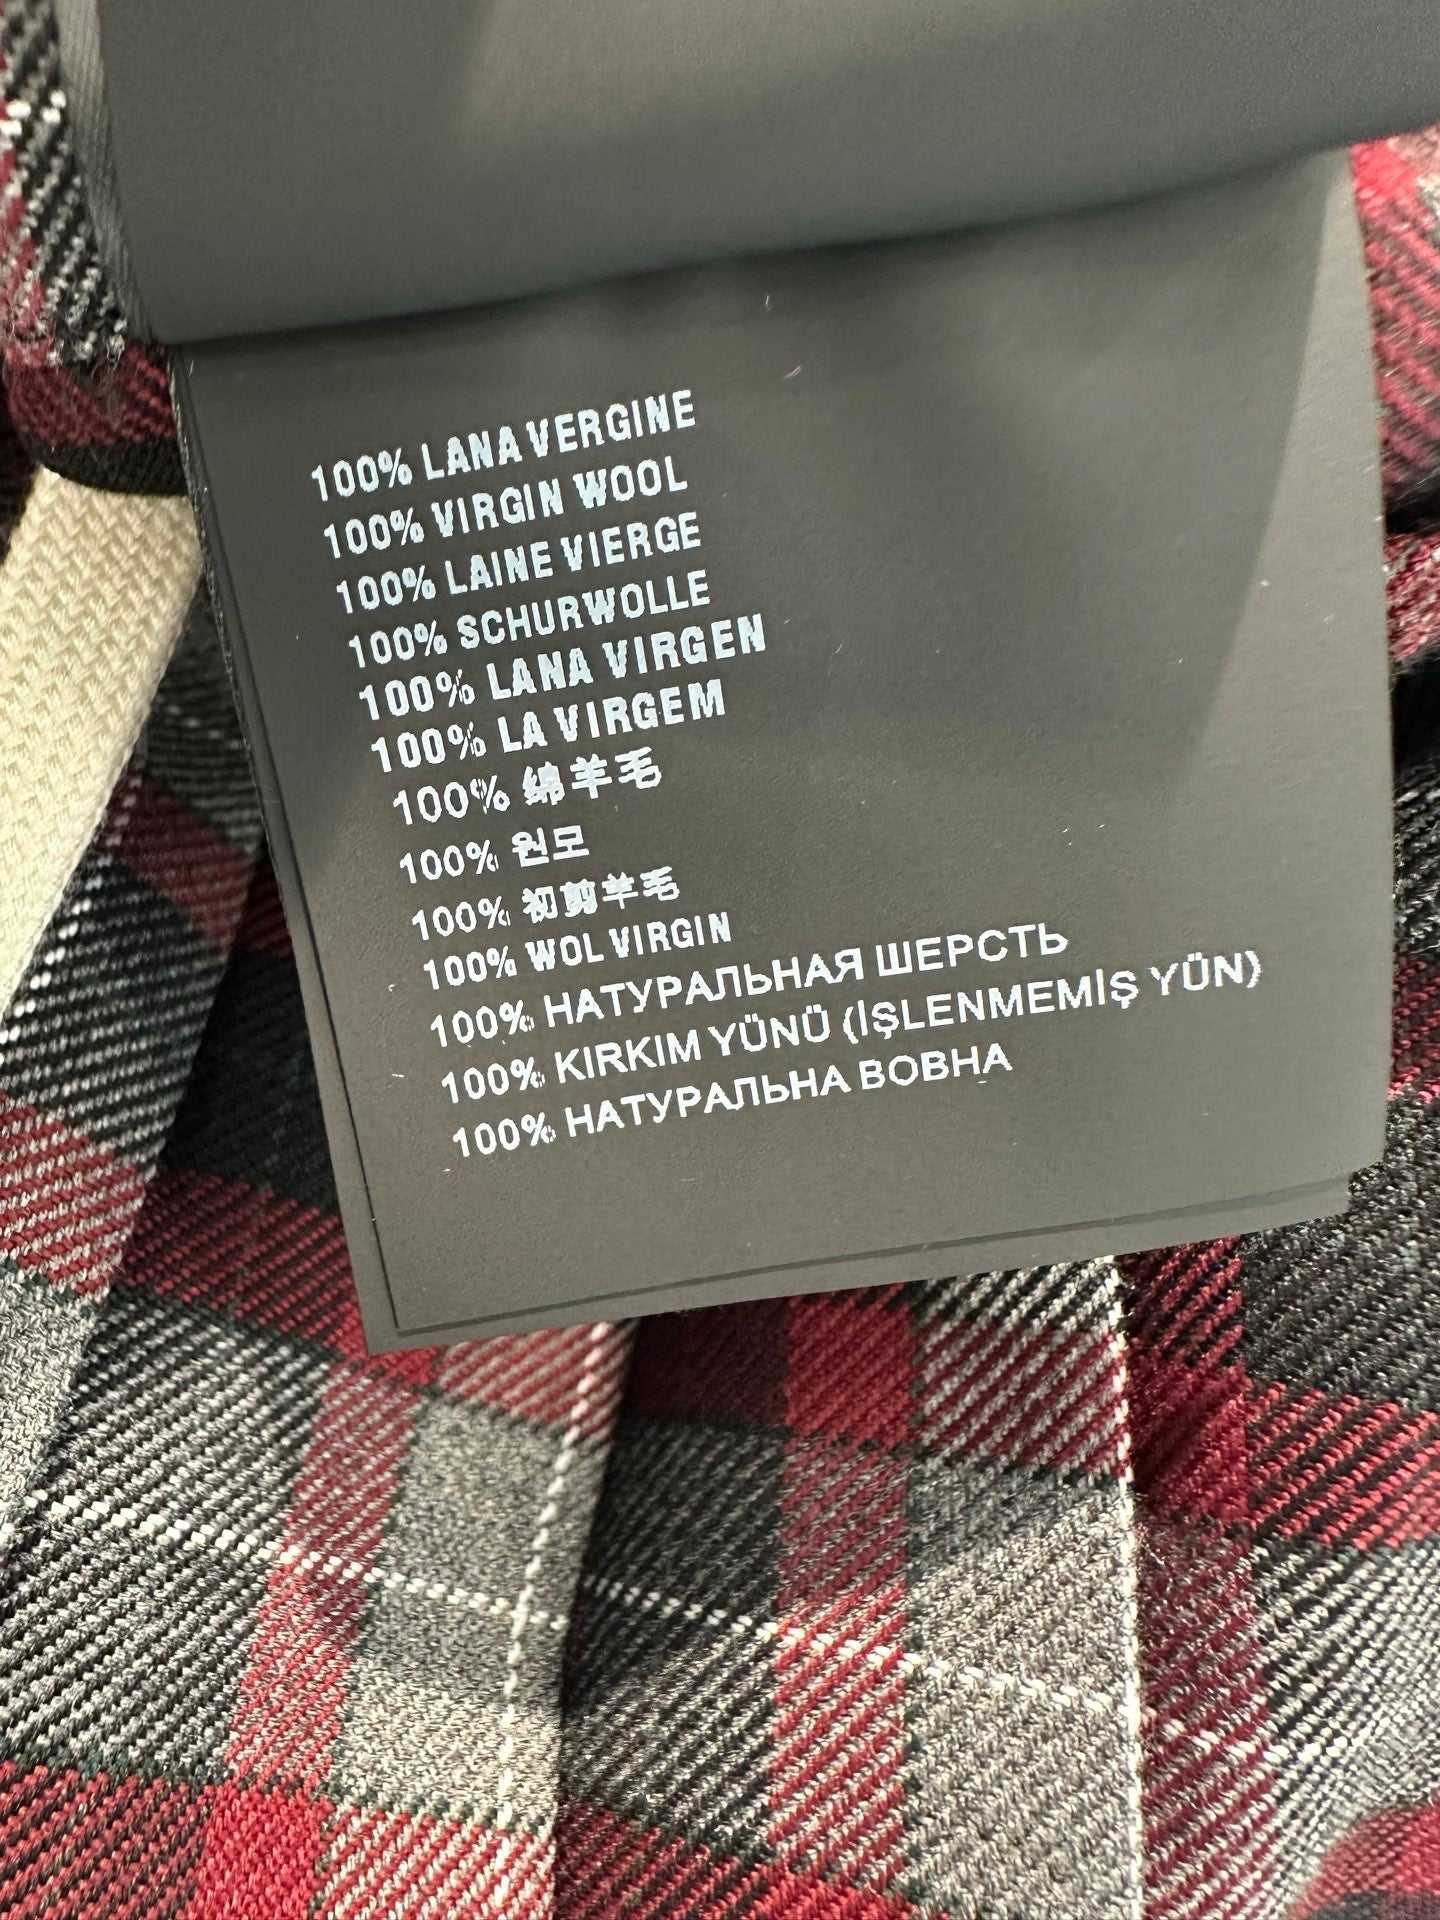 100% LANA VERGINE
100% VIRGIN WOOL
100% LAINE VIERGE
100% SCHURWOLLE
100% LANA VIRGEN
100% LA VIRGEM
100% 绵羊毛
100% 원모
100% 初剪羊毛
100% WOL VIRGIN
100% НАТУРАЛЬНАЯ ШЕРСТЬ
100% KIRKIM YÜNÜ (İŞLENMEMİŞ YÜN)
100% НАТУРАЛЬНА ВОВНА